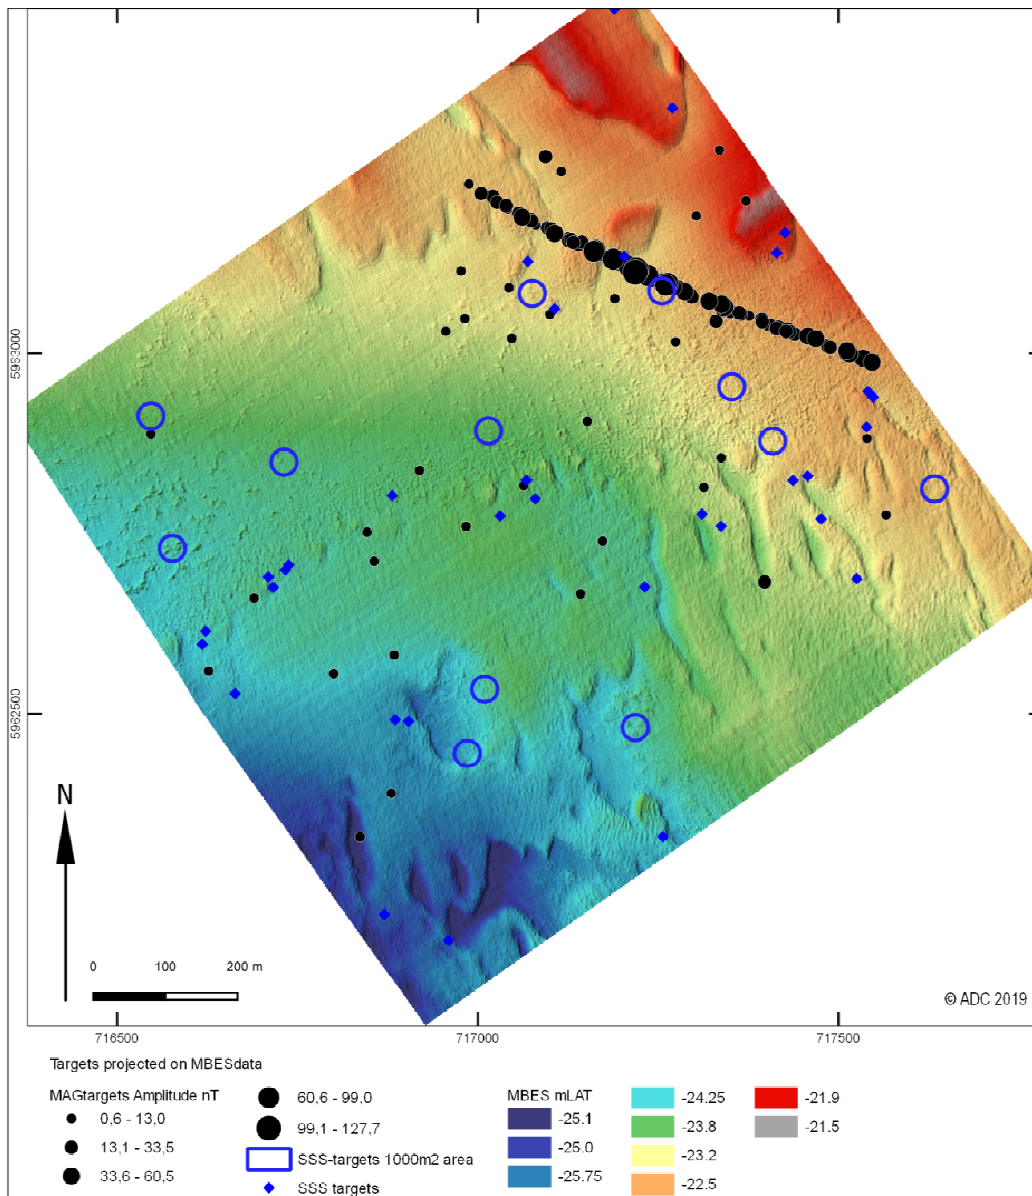 5983000
5962500
N
0 100 200 m
© ADC 2019
716500 717000 717500
Targets projected on MBESdata
MAGtargets Amplitude nT
0,6 - 13,0
13,1 - 33,5
33,6 - 60,5
60,6 - 99,0
99,1 - 127,7
SSS-targets 1000m2 area
SSS targets
MBES mLAT
-25.1
-25.0
-25.75
-24.25
-23.8
-23.2
-22.5
-21.9
-21.5